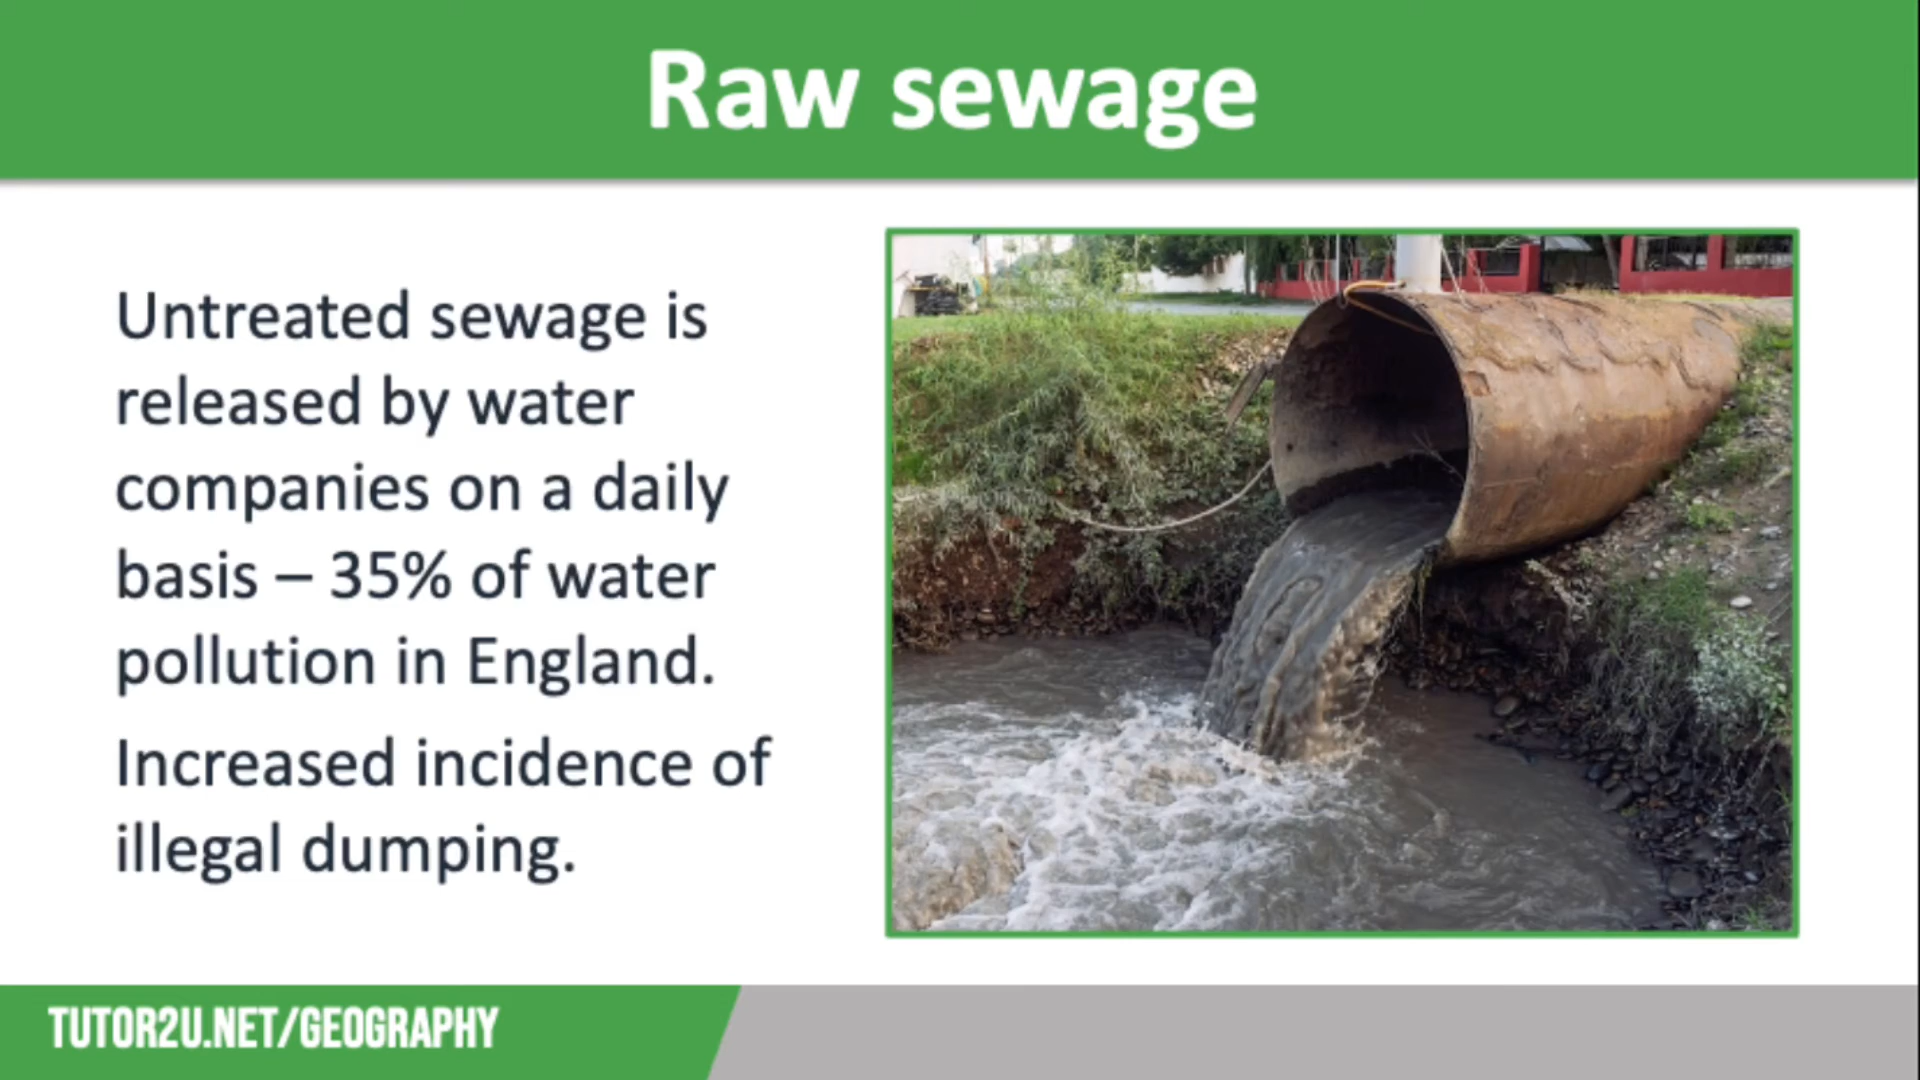 Raw sewage
Untreated sewage is
released by water
companies on a daily
basis – 35% of water
pollution in England.
Increased incidence of
illegal dumping.
TUTOR2U.NET/GEOGRAPHY